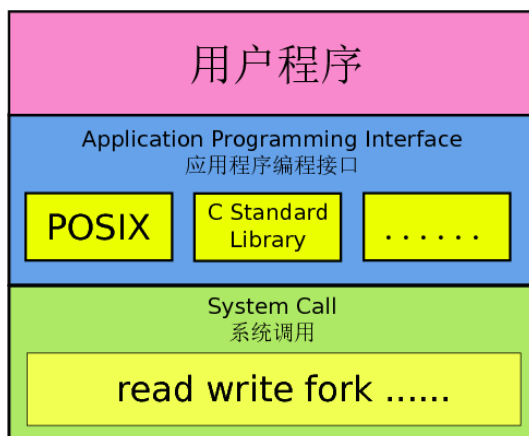 用户程序
Application Programming Interface
应用程序编程接口
POSIX
C Standard
Library
......
System Call
系统调用
read write fork ......